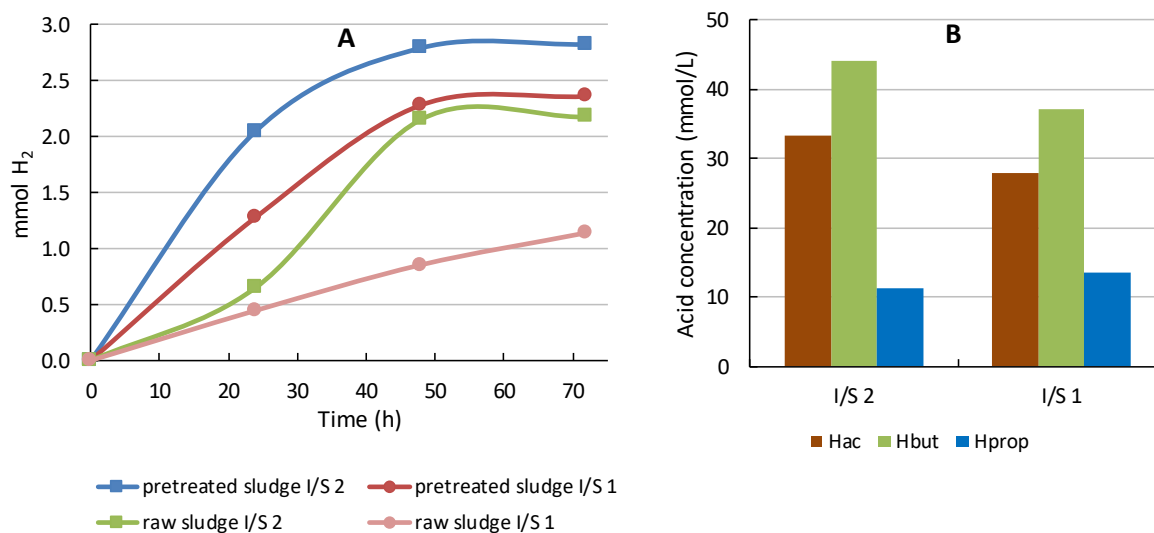 A
3.0
2.5
2.0
1.5
1.0
0.5
0.0
mmol H₂
0 10 20 30 40 50 60 70
Time (h)
pretreated sludge I/S 2 pretreated sludge I/S 1
raw sludge I/S 2 raw sludge I/S 1
B
50
40
30
20
10
0
Acid concentration (mmol/L)
I/S 2 I/S 1
Hac Hbut Hprop